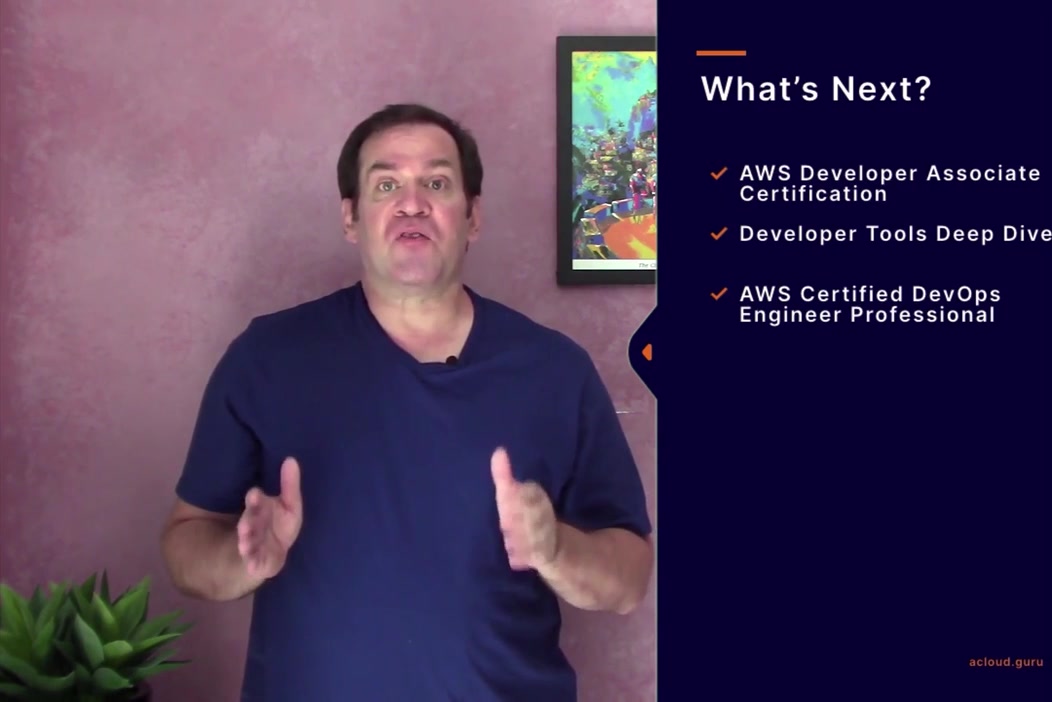 What’s Next?
AWS Developer Associate
Certification
Developer Tools Deep Dive
AWS Certified DevOps
Engineer Professional
acloud.guru